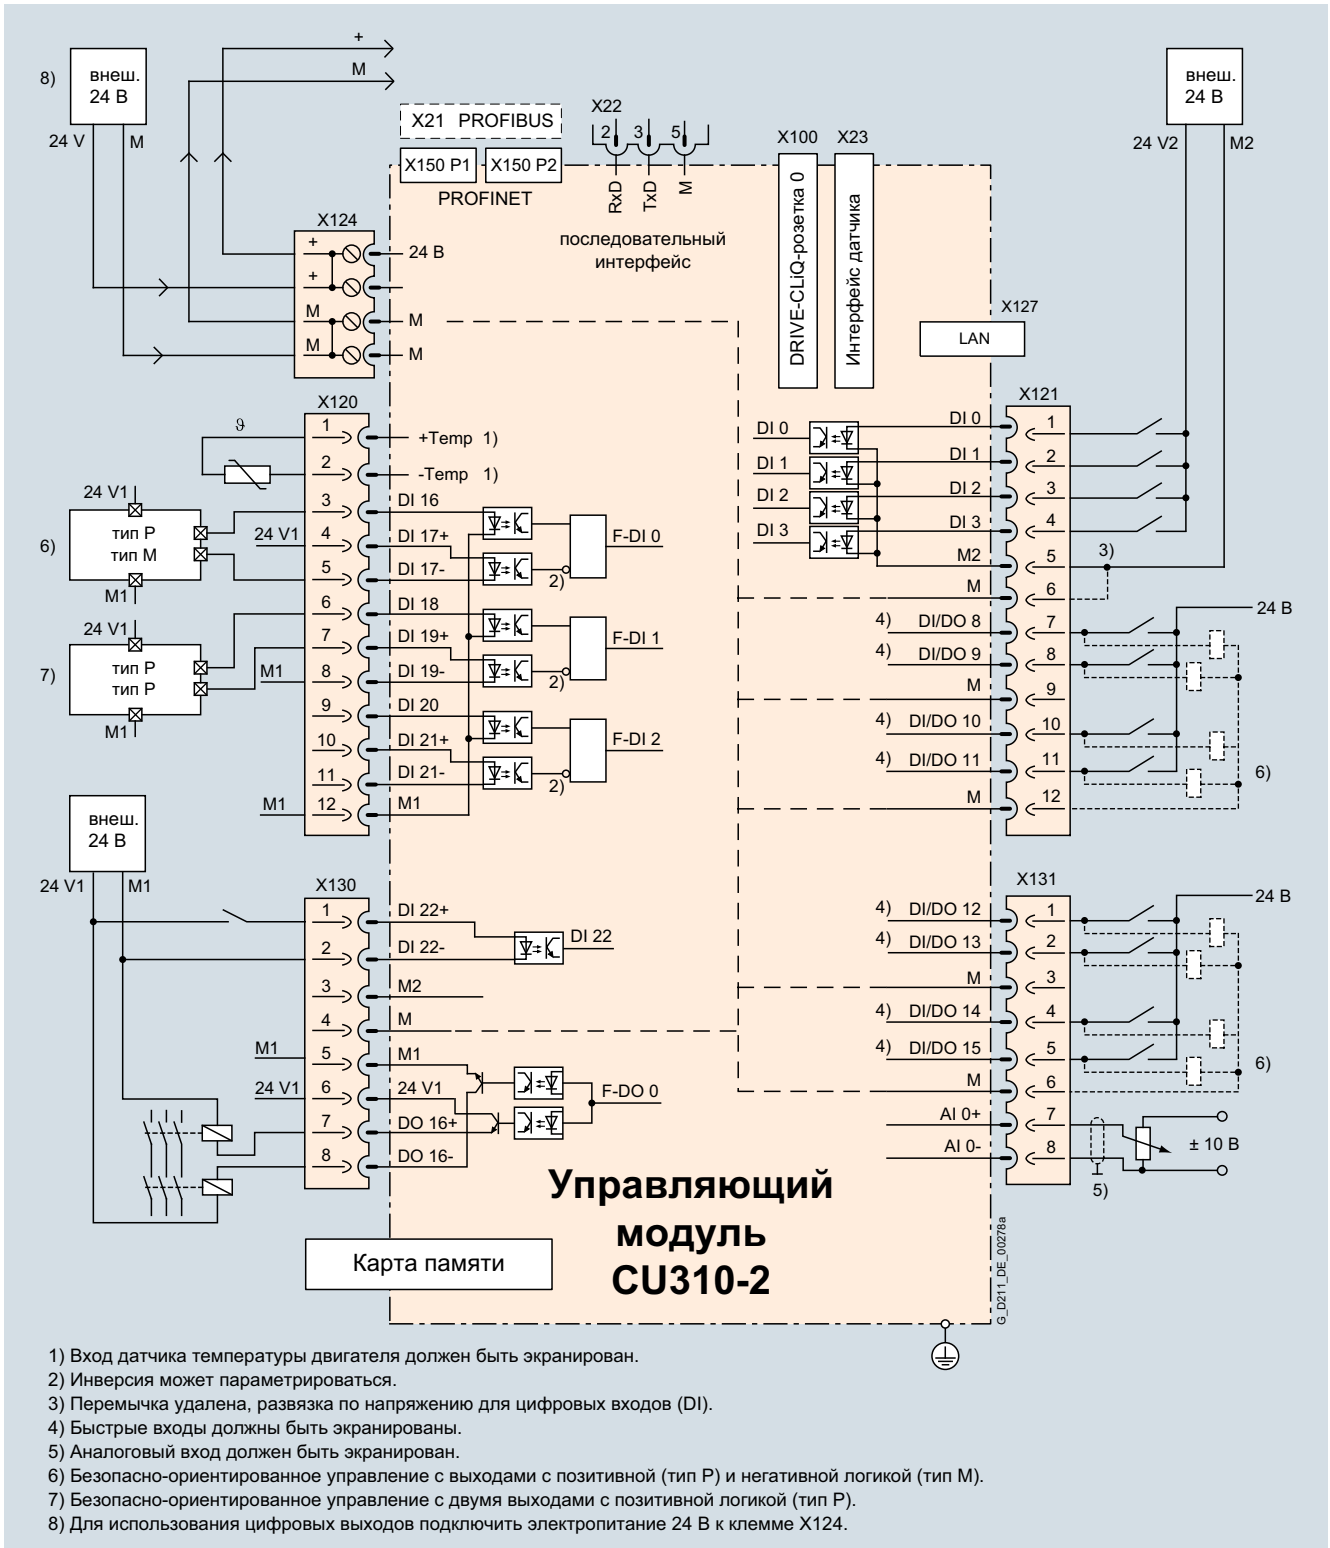 +
M
8)
внеш.
24 В
24 V
M
X21 PROFIBUS
X150 P1
X150 P2
PROFINET
X22
2
3
5
RxD
TxD
M
последовательный
интерфейс
X100
DRIVE-CLiQ-розетка 0
X23
Интерфейс датчика
внеш.
24 В
24 V2
M2
X127
LAN
X124
+
24 В
+
M
M
M
M
X120
1
+Temp 1)
2
-Temp 1)
ϑ
3
DI 16
4
24 V1
DI 17+
5
DI 17-
6
DI 18
7
DI 19+
8
M1
DI 19-
9
DI 20
10
DI 21+
11
DI 21-
12
M1
M1
2)
F-DI 0
2)
F-DI 1
2)
F-DI 2
6)
24 V1
тип P
тип M
M1
7)
24 V1
тип P
тип P
M1
внеш.
24 В
24 V1
M1
X130
1
DI 22+
2
DI 22-
DI 22
3
M2
4
M
5
M1
M1
6
24 V1
24 V1
7
DO 16+
8
DO 16-
F-DO 0
X121
DI 0
DI 0
1
DI 1
DI 1
2
DI 2
DI 2
3
DI 3
DI 3
4
M2
5
3)
M
6
4) DI/DO 8
7
24 В
4) DI/DO 9
8
M
9
4) DI/DO 10
10
4) DI/DO 11
11
6)
M
12
X131
4) DI/DO 12
1
24 В
4) DI/DO 13
2
M
3
4) DI/DO 14
4
4) DI/DO 15
5
6)
M
6
AI 0+
7
AI 0-
8
± 10 В
5)
Управляющий
модуль
CU310-2
Карта памяти
G_D211_DE_00278a
1) Вход датчика температуры двигателя должен быть экранирован.
2) Инверсия может параметрироваться.
3) Перемычка удалена, развязка по напряжению для цифровых входов (DI).
4) Быстрые входы должны быть экранированы.
5) Аналоговый вход должен быть экранирован.
6) Безопасно-ориентированное управление с выходами с позитивной (тип P) и негативной логикой (тип M).
7) Безопасно-ориентированное управление с двумя выходами с позитивной логикой (тип P).
8) Для использования цифровых выходов подключить электропитание 24 В к клемме X124.